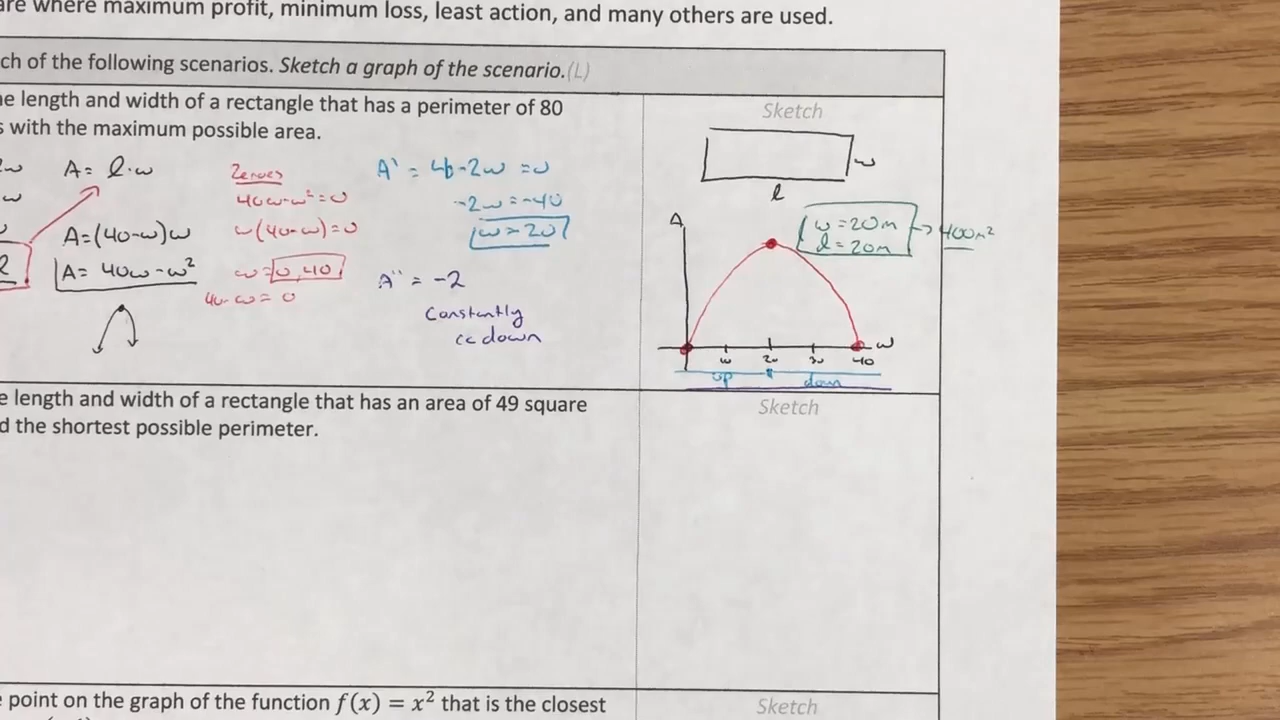 are where maximum profit, minimum loss, least action, and many others are used.
ch of the following scenarios. Sketch a graph of the scenario.(L)
e length and width of a rectangle that has a perimeter of 80
s with the maximum possible area.
Sketch
2w
w
A= l·w
A=(40-w)w
A= 40w-w²
Zeroes
40w-w²=0
w(40-w)=0
w=0,40
40-w=0
A' = 40-2w =0
-2w=-40
w=20
A'' = -2
Constantly
cc down
w
l
A
w=20m
l=20m
→ 400m²
10 20 30 40 w
up down
e length and width of a rectangle that has an area of 49 square
d the shortest possible perimeter.
Sketch
point on the graph of the function f(x) = x² that is the closest
Sketch